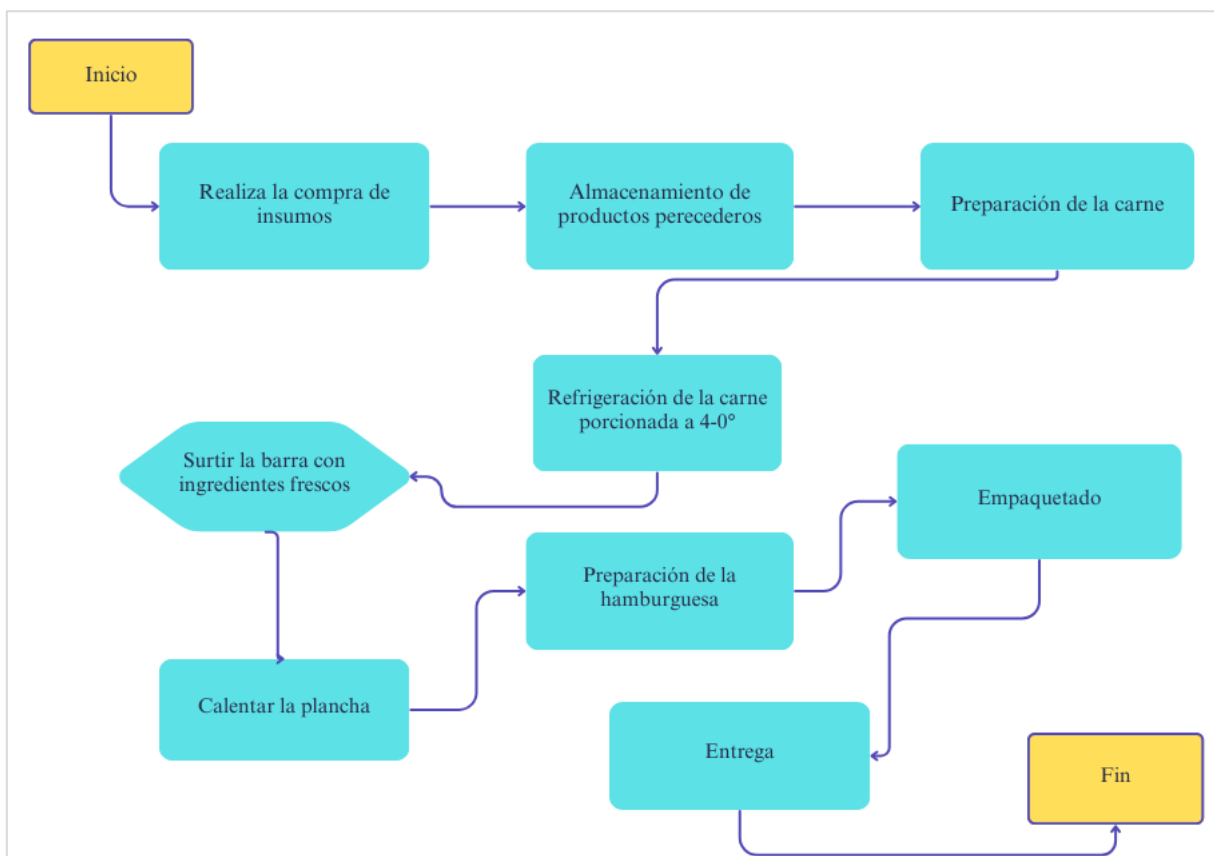 Inicio
Realiza la compra de
insumos
Almacenamiento de
productos perecederos
Preparación de la carne
Refrigeración de la carne
porcionada a 4-0°
Surtir la barra con
ingredientes frescos
Calentar la plancha
Preparación de la
hamburguesa
Empaquetado
Entrega
Fin